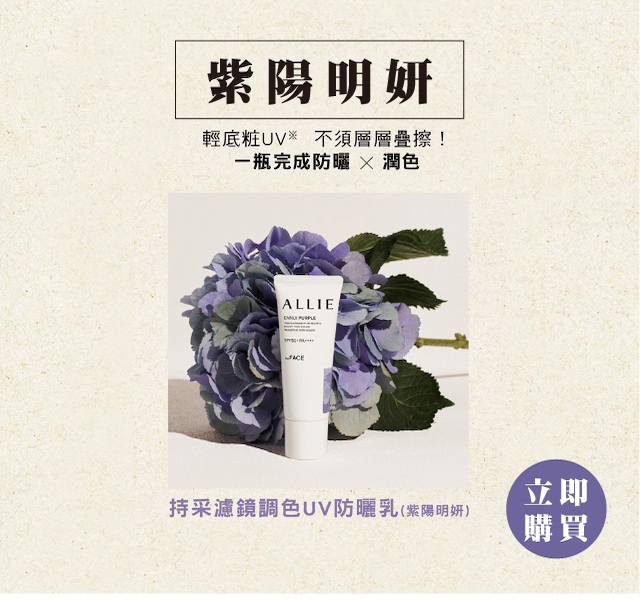 紫陽明妍
輕底粧UV※ 不須層層疊擦！
一瓶完成防曬 × 潤色
ALLIE
CHNUI PURPLE
SPF50+ PA++++
FACE
持采濾鏡調色UV防曬乳(紫陽明妍)
立即
購買